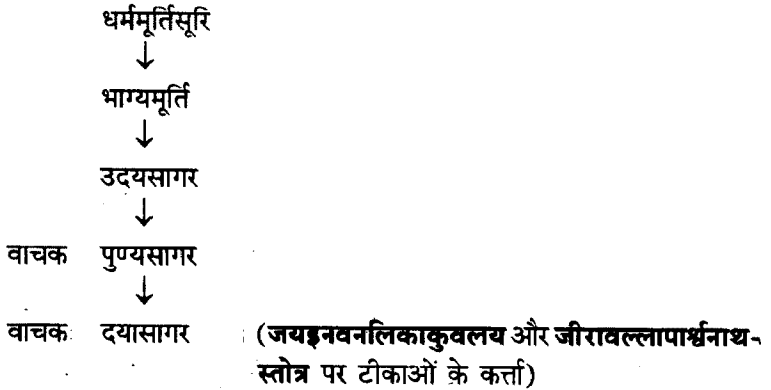 धर्ममूर्तिसूरि
↓
भाग्यमूर्ति
↓
उदयसागर
↓
वाचक पुण्यसागर
↓
वाचक दयासागर (जयइनवनलिकाकुवलय और जीरावल्लापार्श्वनाथ-
स्तोत्र पर टीकाओं के कर्त्ता)